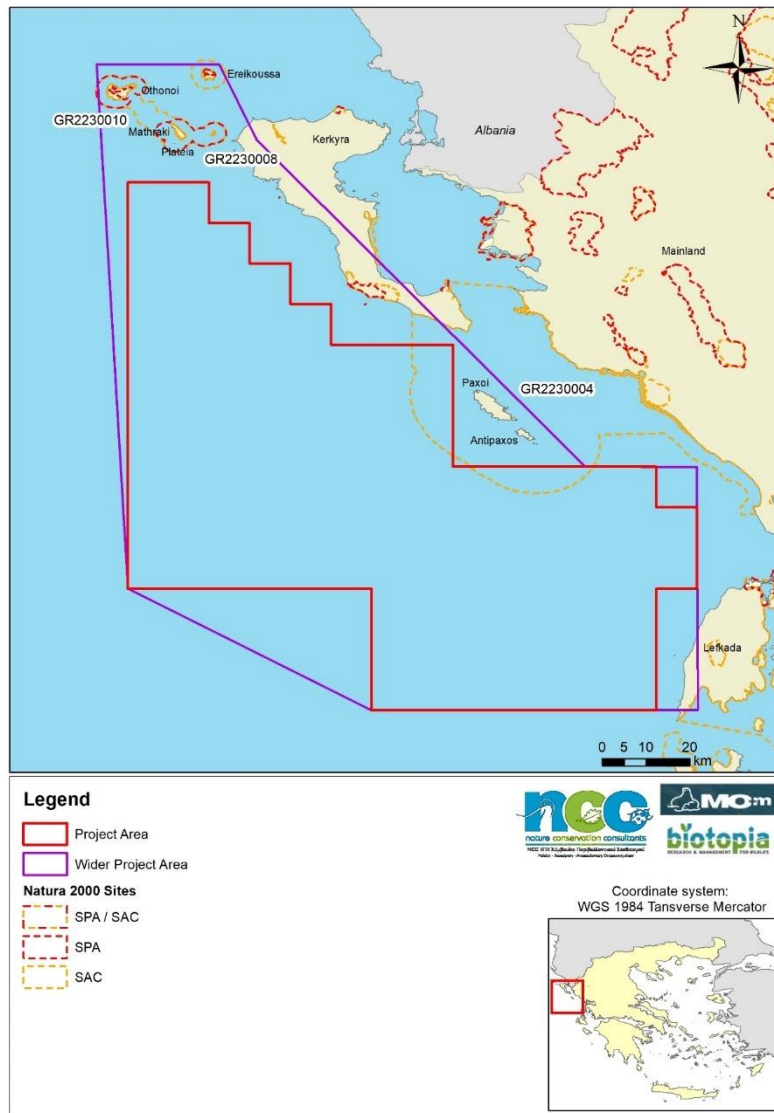 N
Ereikoussa
Othonoi
GR2230010
Mathraki
Plateia
GR2230008
Kerkyra
Albania
Mainland
Paxoi
GR2230004
Antipaxos
Lefkada
0 5 10 20
km
Legend
Project Area
Wider Project Area
Natura 2000 Sites
SPA / SAC
SPA
SAC
ncc
nature conservation consultants
MO:m
biotopia
RESEARCH & MANAGEMENT FOR WILDLIFE
Coordinate system:
WGS 1984 Tansverse Mercator